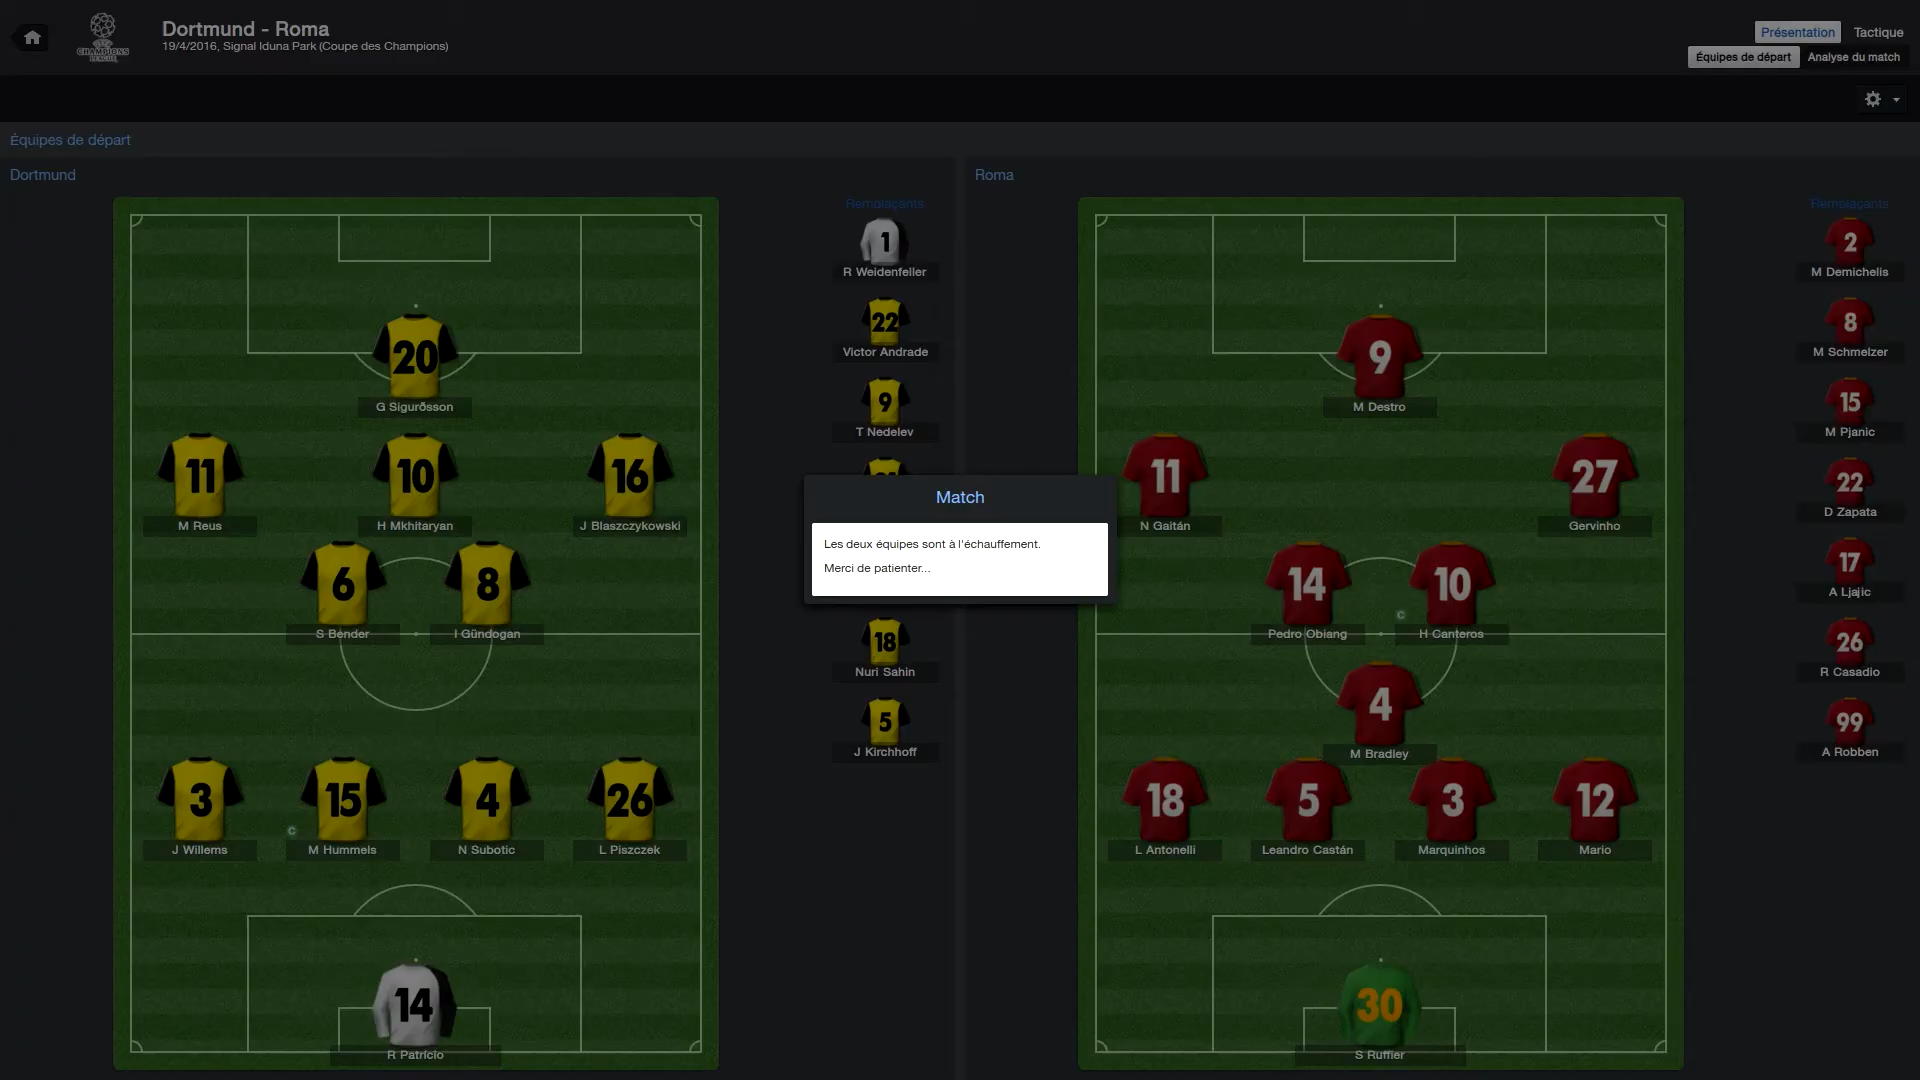 Dortmund - Roma
19/4/2016, Signal Iduna Park (Coupe des Champions)
CHAMPIONS
LEAGUE
Présentation
Tactique
Équipes de départ
Analyse du match
Équipes de départ
Dortmund
Remplaçants
20
G Sigurðsson
11
M Reus
10
H Mkhitaryan
16
J Blaszczykowski
6
S Bender
8
I Gündogan
3
J Willems
C
15
M Hummels
4
N Subotic
26
L Piszczek
14
R Patrício
1
R Weidenfeller
22
Victor Andrade
9
T Nedelev
18
Nuri Sahin
5
J Kirchhoff
Match
Les deux équipes sont à l'échauffement.
Merci de patienter...
Roma
Remplaçants
9
M Destro
11
N Gaitán
27
Gervinho
14
Pedro Obiang
C
10
H Canteros
4
M Bradley
18
L Antonelli
5
Leandro Castán
3
Marquinhos
12
Mario
30
S Ruffier
2
M Demichelis
8
M Schmelzer
15
M Pjanic
22
D Zapata
17
A Ljajic
26
R Casadio
99
A Robben